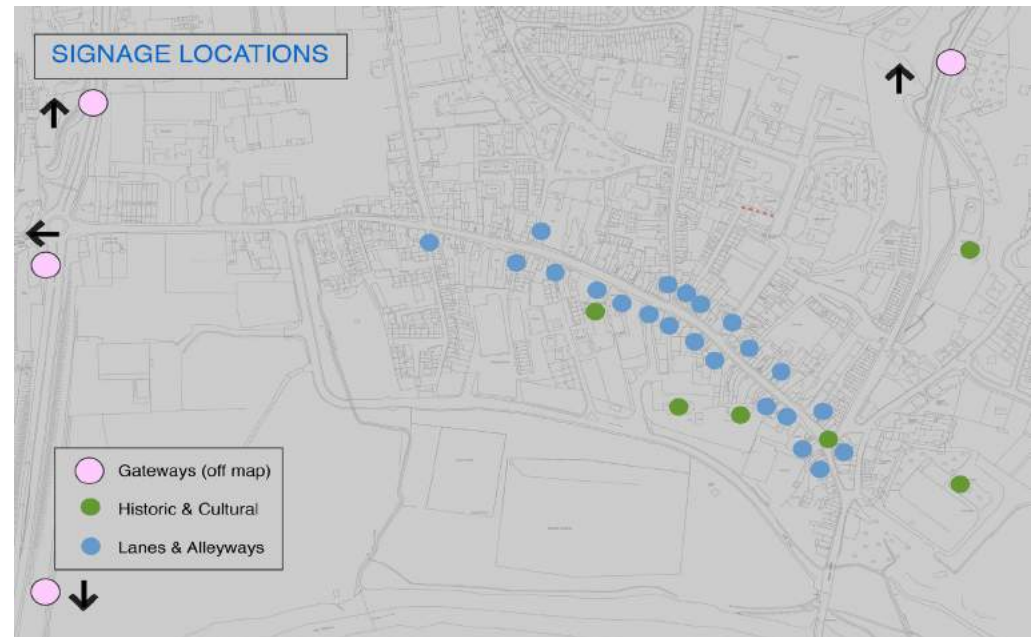 SIGNAGE LOCATIONS
Gateways (off map)
Historic & Cultural
Lanes & Alleyways